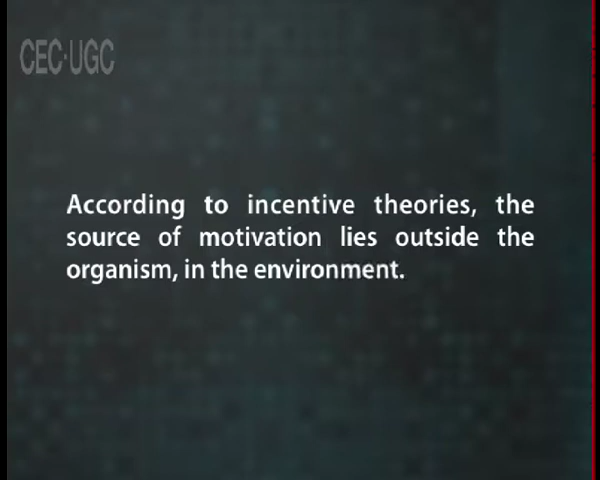 CEC-UGC
According to incentive theories, the
source of motivation lies outside the
organism, in the environment.